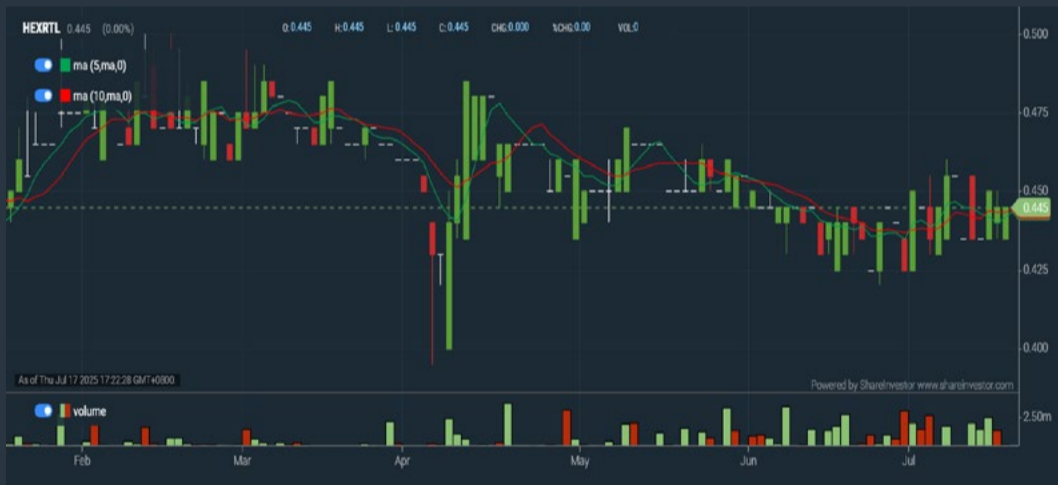 HEXRTL 0.445 (0.00%) O:0.445 H:0.445 L: 0.445 C:0.445 CHG:0.000 %CHG:0.00 VOL:0
ma (5,ma,0)
ma (10,ma,0)
0.500
0.475
0.450
0.445
0.425
0.400
As of Thu Jul 17 2025 17:22:28 GMT+0800
Powered by ShareInvestor www.shareinvestor.com
volume
2.50m
Feb Mar Apr May Jun Jul